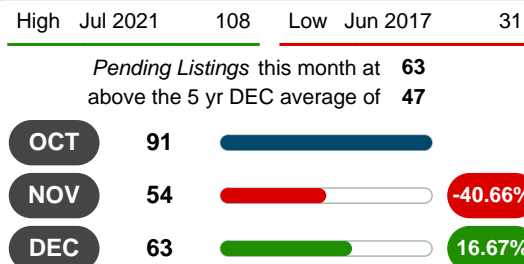 High Jul 2021 108 Low Jun 2017 31
Pending Listings this month at 63
above the 5 yr DEC average of 47
OCT 91
NOV 54 -40.66%
DEC 63 16.67%